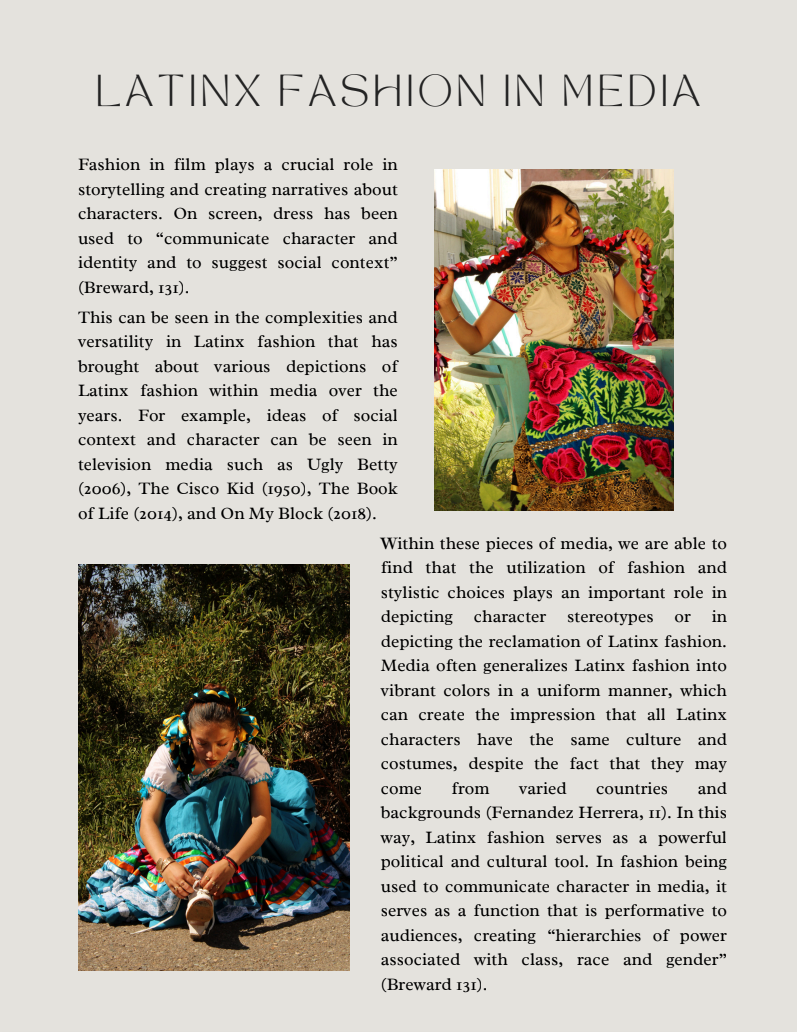 LATINX FASHION IN MEDIA
Fashion in film plays a crucial role in
storytelling and creating narratives about
characters. On screen, dress has been
used to “communicate character and
identity and to suggest social context”
(Breward, 131).
This can be seen in the complexities and
versatility in Latinx fashion that has
brought about various depictions of
Latinx fashion within media over the
years. For example, ideas of social
context and character can be seen in
television media such as Ugly Betty
(2006), The Cisco Kid (1950), The Book
of Life (2014), and On My Block (2018).
Within these pieces of media, we are able to
find that the utilization of fashion and
stylistic choices plays an important role in
depicting character stereotypes or in
depicting the reclamation of Latinx fashion.
Media often generalizes Latinx fashion into
vibrant colors in a uniform manner, which
can create the impression that all Latinx
characters have the same culture and
costumes, despite the fact that they may
come from varied countries and
backgrounds (Fernandez Herrera, 11). In this
way, Latinx fashion serves as a powerful
political and cultural tool. In fashion being
used to communicate character in media, it
serves as a function that is performative to
audiences, creating “hierarchies of power
associated with class, race and gender”
(Breward 131).